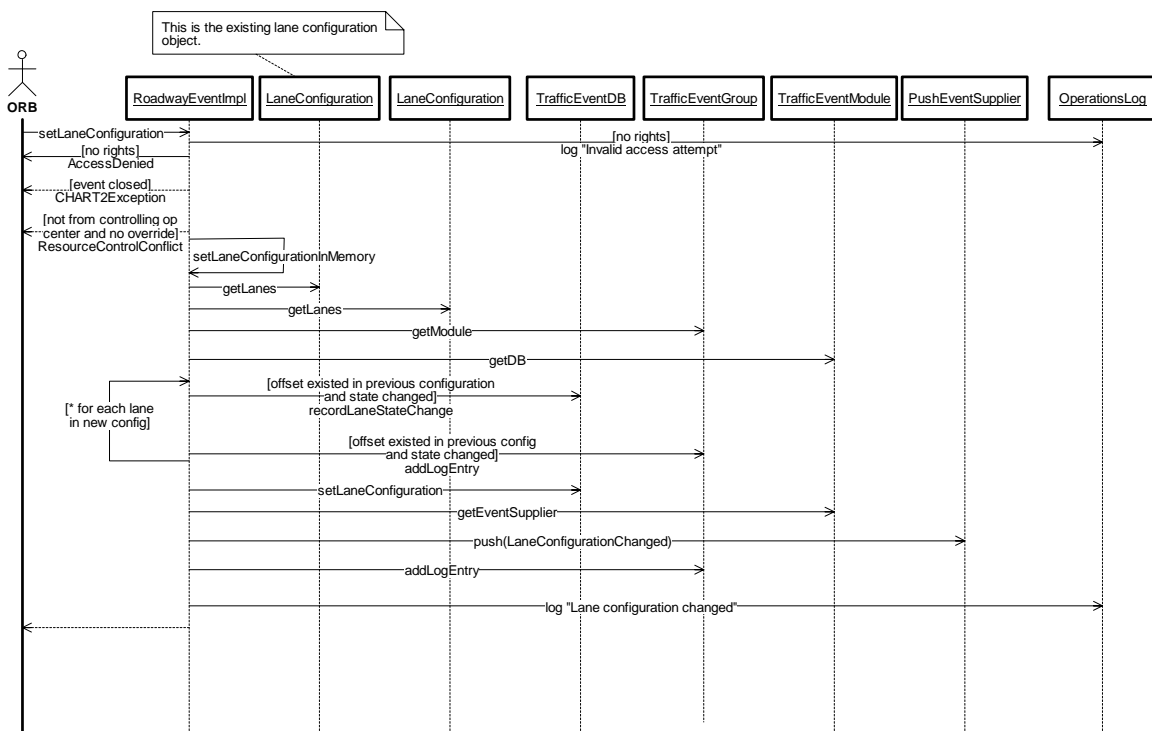 This is the existing lane configuration
object.
ORB
RoadwayEventImpl
LaneConfiguration
LaneConfiguration
TrafficEventDB
TrafficEventGroup
TrafficEventModule
PushEventSupplier
OperationsLog
setLaneConfiguration
[no rights]
log "Invalid access attempt"
[no rights]
AccessDenied
[event closed]
CHART2Exception
[not from controlling op
center and no override]
ResourceControlConflict
setLaneConfigurationInMemory
getLanes
getLanes
getModule
getDB
[* for each lane
in new config]
[offset existed in previous configuration
and state changed]
recordLaneStateChange
[offset existed in previous config
and state changed]
addLogEntry
setLaneConfiguration
getEventSupplier
push(LaneConfigurationChanged)
addLogEntry
log "Lane configuration changed"